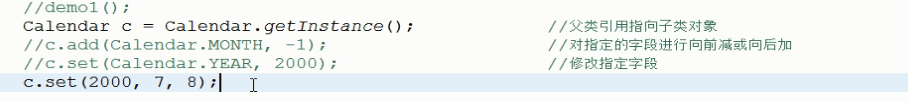 //demo1();
Calendar c = Calendar.getInstance(); //父类引用指向子类对象
//c.add(Calendar.MONTH, -1); //对指定的字段进行向前减或向后加
//c.set(Calendar.YEAR, 2000); //修改指定字段
c.set(2000, 7, 8);